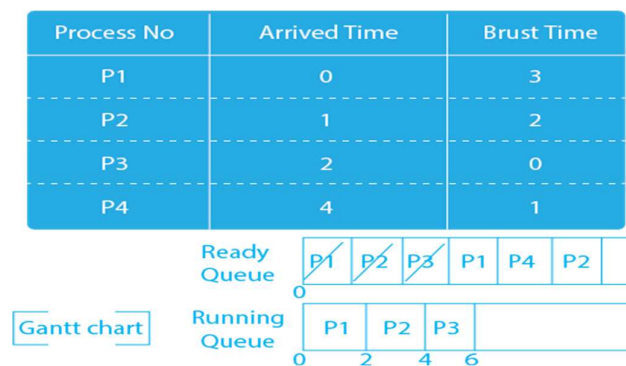 Process No Arrived Time Brust Time
P1 0 3
P2 1 2
P3 2 0
P4 4 1
Ready Queue P1 P2 P3 P1 P4 P2
0
Gantt chart Running Queue P1 P2 P3
0 2 4 6